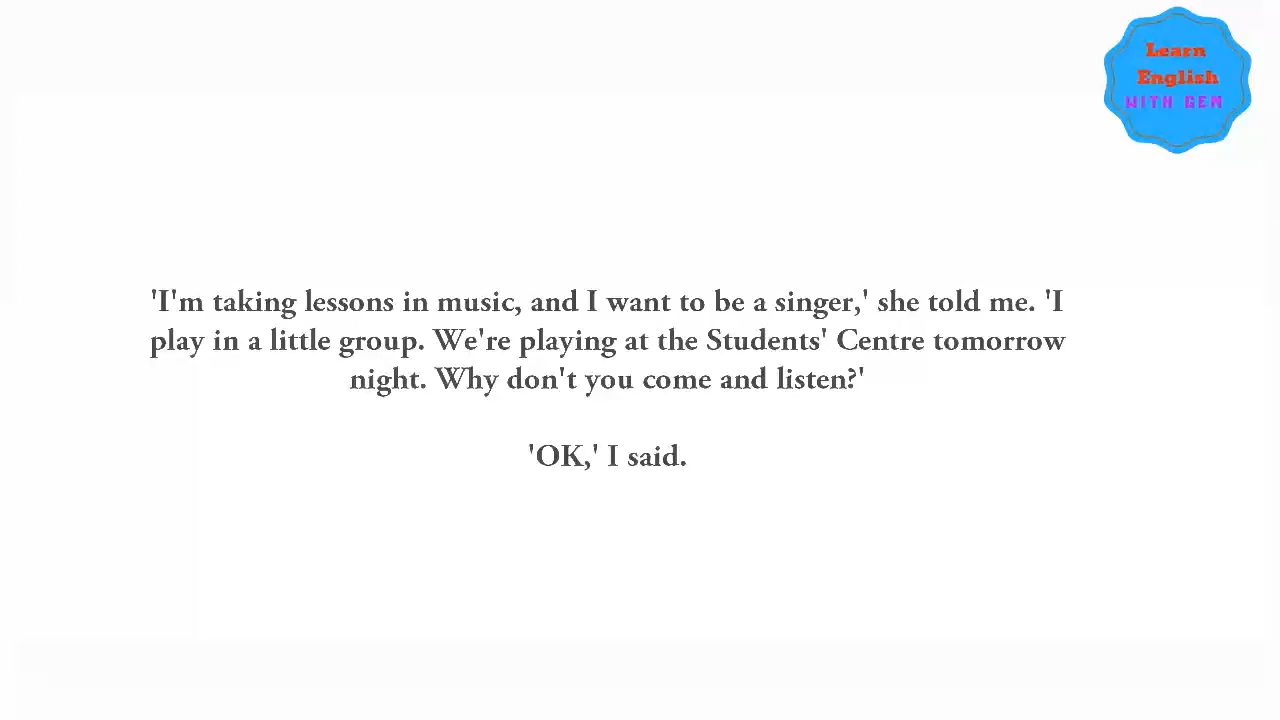 Learn
English
WITH GEM
'I'm taking lessons in music, and I want to be a singer,' she told me. 'I
play in a little group. We're playing at the Students' Centre tomorrow
night. Why don't you come and listen?'
'OK,' I said.